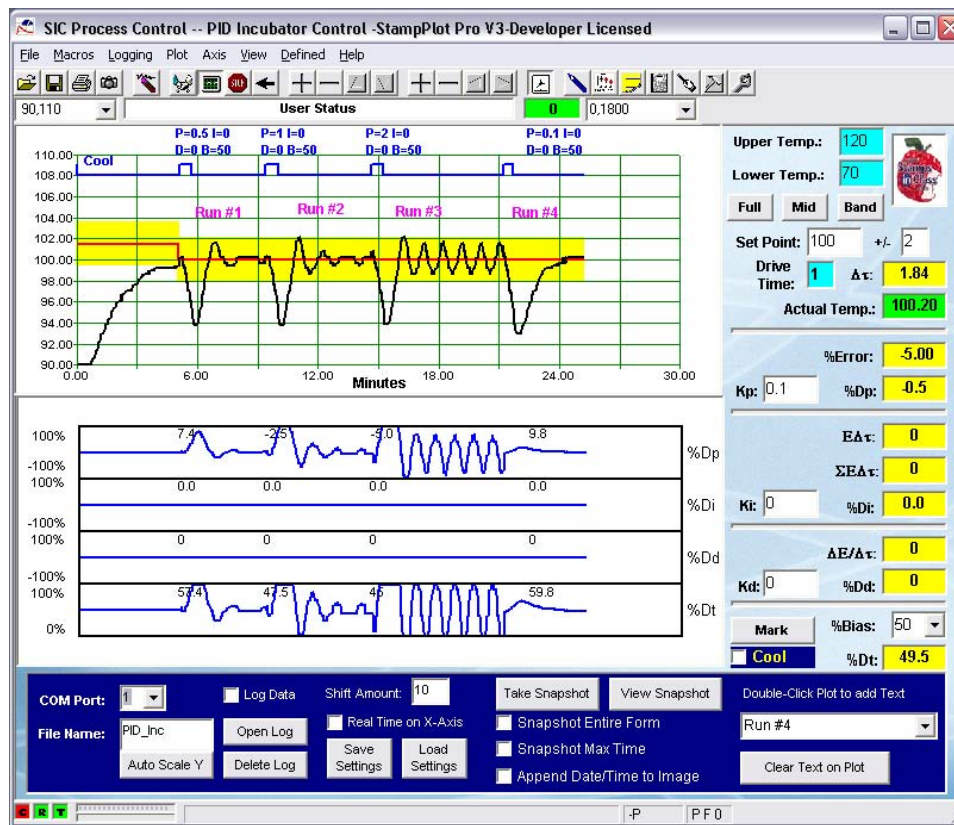 SIC Process Control -- PID Incubator Control -StampPlot Pro V3-Developer Licensed
File Macros Logging Plot Axis View Defined Help
90,110 User Status 0 0,1800
P=0.5 I=0 P=1 I=0 P=2 I=0 P=0.1 I=0
D=0 B=50 D=0 B=50 D=0 B=50 D=0 B=50
110.00
Cool
108.00
106.00
104.00
Run #1 Run #2 Run #3 Run #4
102.00
100.00
98.00
96.00
94.00
92.00
90.00
0.00 6.00 12.00 18.00 24.00 30.00
Minutes
Upper Temp.: 120
Lower Temp.: 70
Full Mid Band
Set Point: 100 +/- 2
Drive Time: 1 Δτ: 1.84
Actual Temp.: 100.20
%Error: -5.00
Kp: 0.1 %Dp: -0.5
EΔτ: 0
ΣEΔτ: 0
Ki: 0 %Di: 0.0
ΔE/Δτ: 0
Kd: 0 %Dd: 0
Mark %Bias: 50
Cool %Dt: 49.5
100% 7.4 -2.5 -5.0 9.8
%Dp
-100%
100% 0.0 0.0 0.0 0.0
%Di
-100%
100% 0 0 0 0
%Dd
-100%
100% 57.4 47.5 45 59.8
%Dt
0%
COM Port: 1 Log Data Shift Amount: 10 Take Snapshot View Snapshot Double-Click Plot to add Text
File Name: PID_Inc Open Log Real Time on X-Axis Snapshot Entire Form Run #4
Auto Scale Y Delete Log Save Settings Load Settings Snapshot Max Time Clear Text on Plot
Append Date/Time to Image
C R T -P P F 0